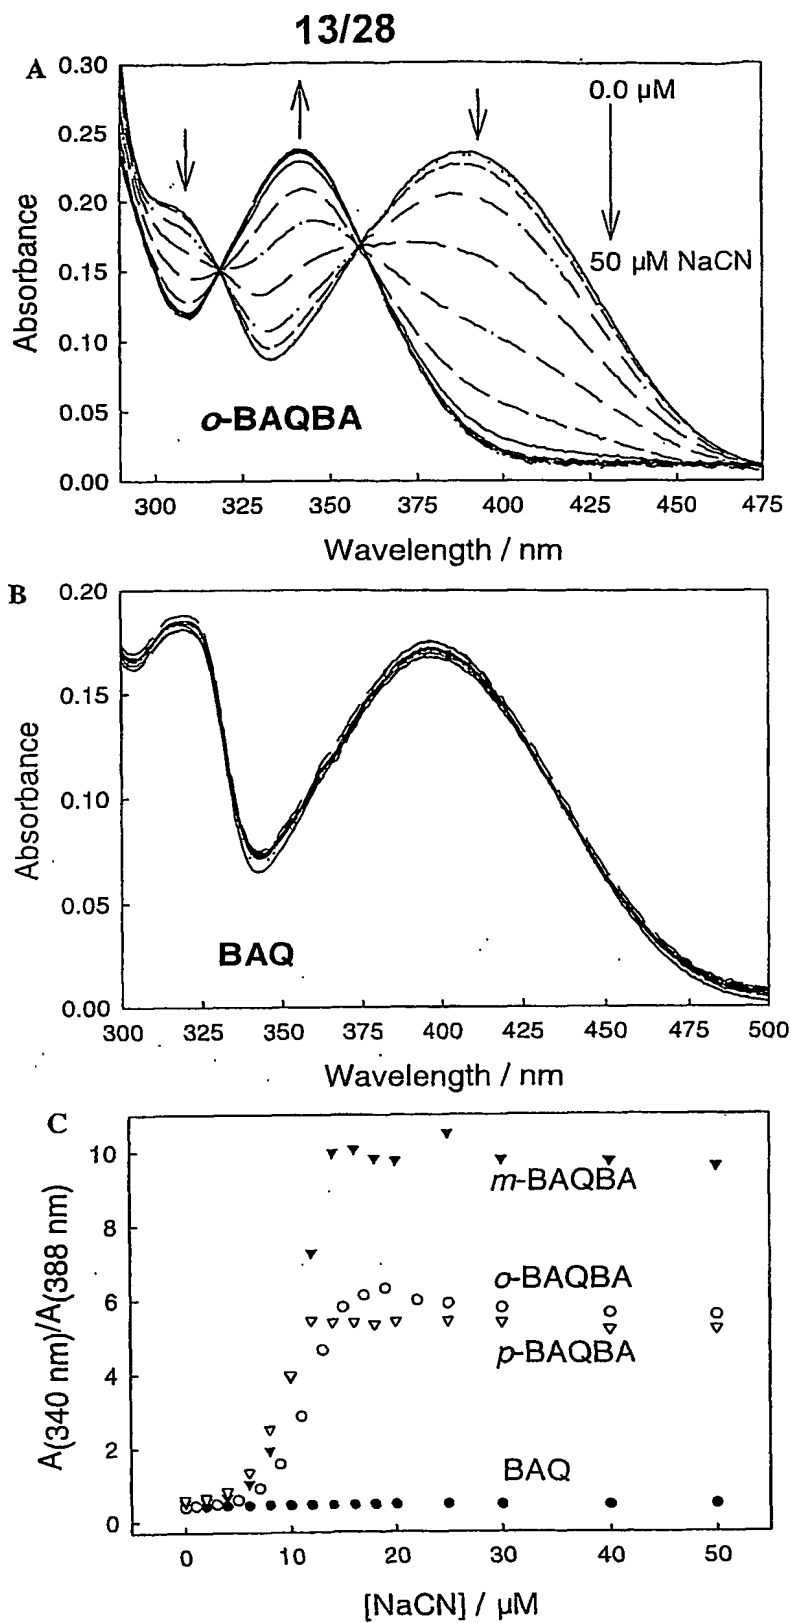 13/28
A
0.30
0.25
0.20
0.15
0.10
0.05
0.00
Absorbance
0.0 µM
50 µM NaCN
o-BAQBA
300 325 350 375 400 425 450 475
Wavelength / nm
B
0.20
0.15
0.10
0.05
0.00
Absorbance
BAQ
300 325 350 375 400 425 450 475 500
Wavelength / nm
C
10
8
6
4
2
0
A(340 nm)/A(388 nm)
m-BAQBA
o-BAQBA
p-BAQBA
BAQ
0 10 20 30 40 50
[NaCN] / µM